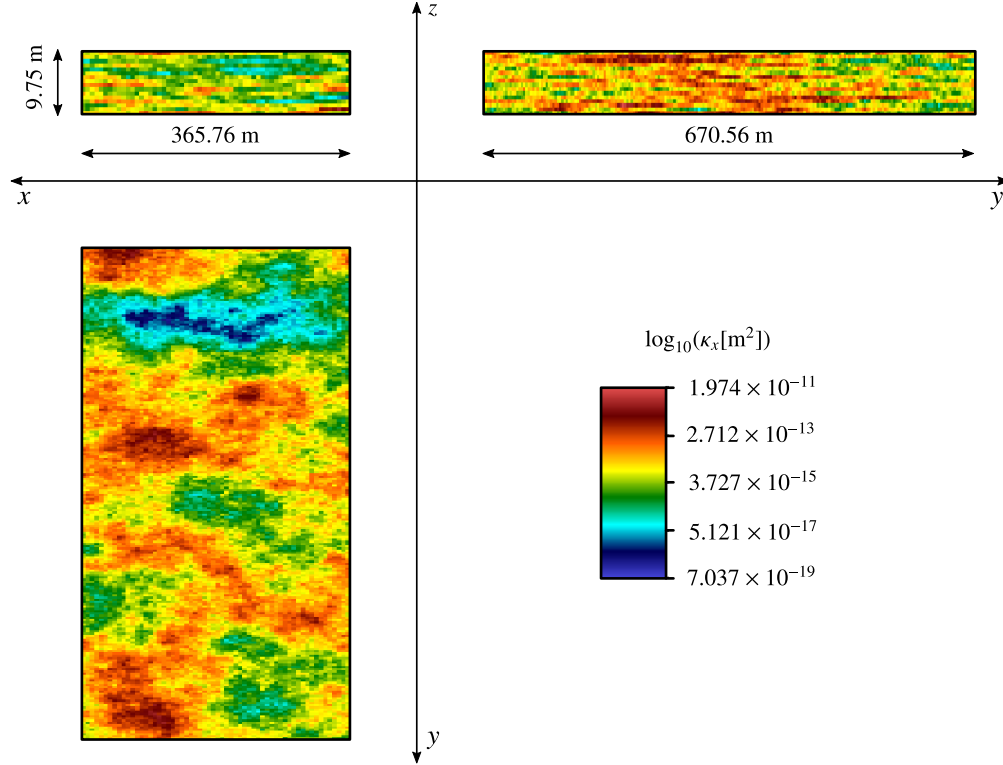 z
9.75 m
365.76 m
670.56 m
x
y
log₁₀(κₓ[m²])
1.974 × 10⁻¹¹
2.712 × 10⁻¹³
3.727 × 10⁻¹⁵
5.121 × 10⁻¹⁷
7.037 × 10⁻¹⁹
y